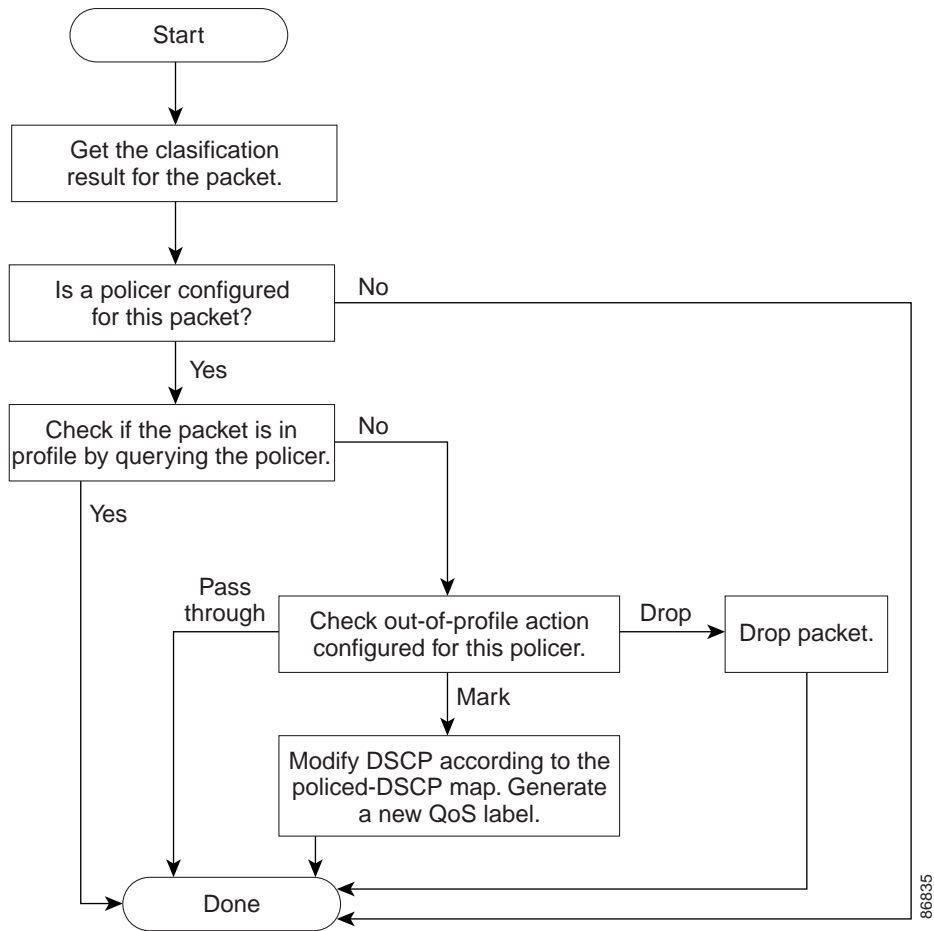 Start
Get the clasification
result for the packet.
Is a policer configured
for this packet?
No
Yes
Check if the packet is in
profile by querying the policer.
No
Yes
Pass
through
Check out-of-profile action
configured for this policer.
Drop
Drop packet.
Mark
Modify DSCP according to the
policed-DSCP map. Generate
a new QoS label.
Done
86835